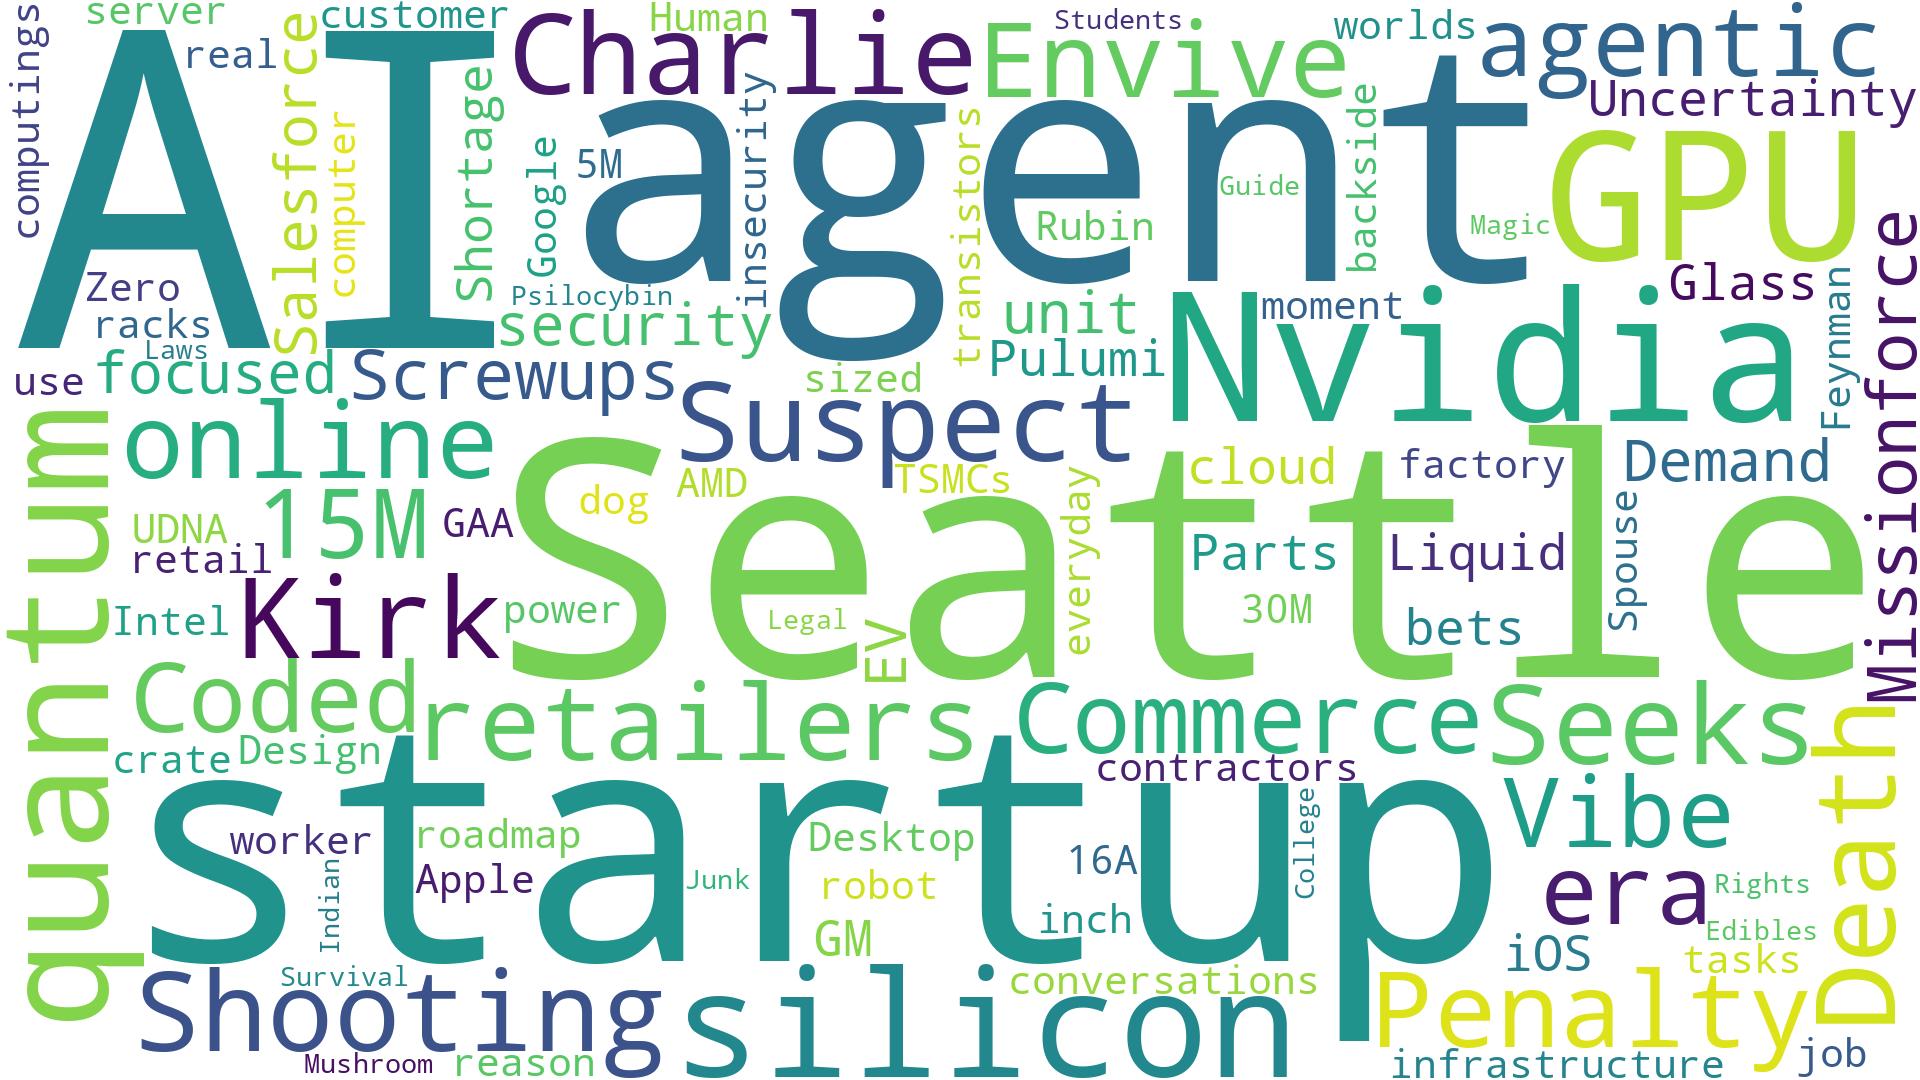 server
customer
Human
Students
worlds
agentic
computings
real
Salesforce
AI
Charlie
Envive
Uncertainty
computer
Shortage
Google
5M
insecurity
agent
transistors
Rubin
Guide
backside
Magic
GPU
Zero
racks
Laws
Psilocybin
security
unit
Pulumi
moment
Nvidia
Glass
Feynman
Missionforce
use
focused
Screwups
sized
Suspect
quantum
online
15M
UDNA
retail
GAA
dog
AMD
TSMCs
Seattle
everyday
cloud
factory
Demand
Parts
Liquid
Spouse
Intel
Kirk
power
Legal
EV
30M
bets
Coded
retailers
Commerce
Seeks
Death
crate
Design
contractors
startup
Vibe
worker
roadmap
Desktop
16A
College
Indian
Apple
Junk
robot
inch
era
Rights
GM
Edibles
iOS
tasks
Survival
Shooting
silicon
conversations
Penalty
Mushroom
reason
infrastructure
job